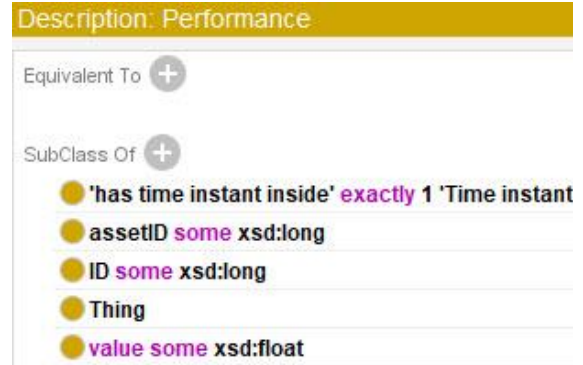 Description: Performance
Equivalent To
SubClass Of
'has time instant inside' exactly 1 'Time instant
assetID some xsd:long
ID some xsd:long
Thing
value some xsd:float